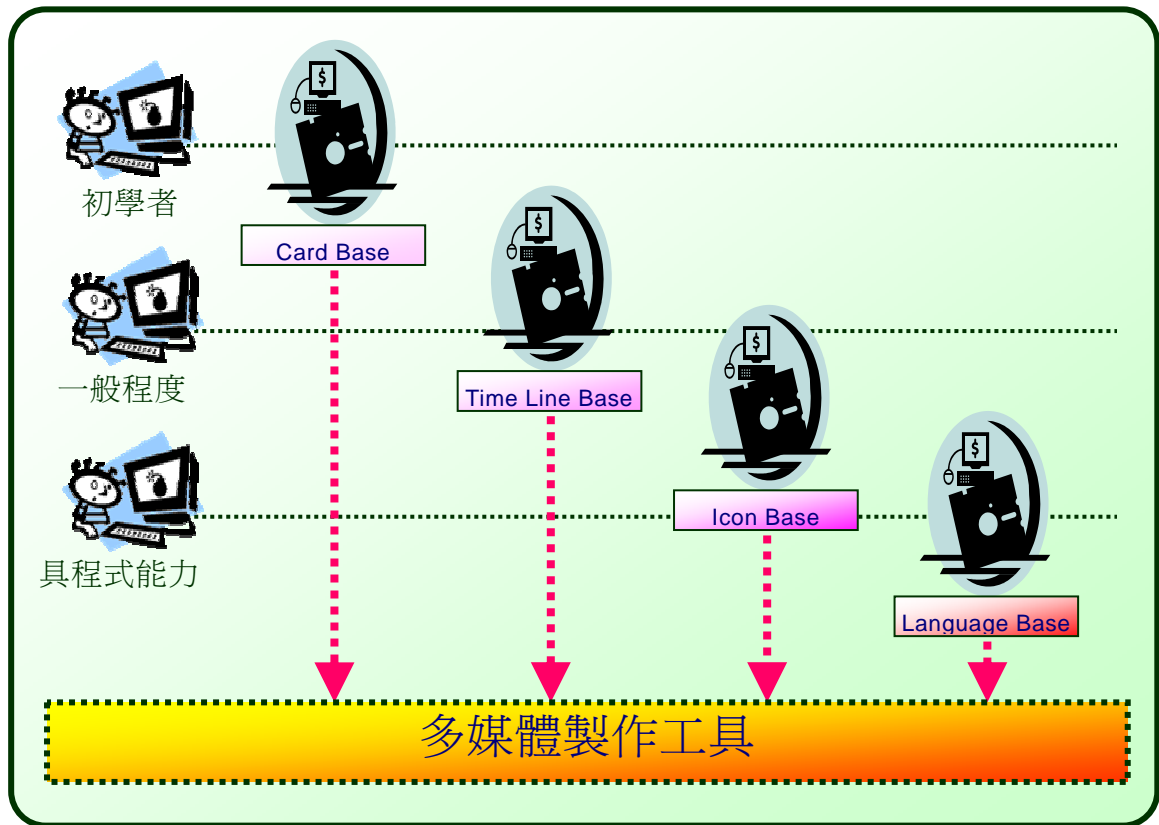 初學者
Card Base
一般程度
Time Line Base
Icon Base
具程式能力
Language Base
多媒體製作工具